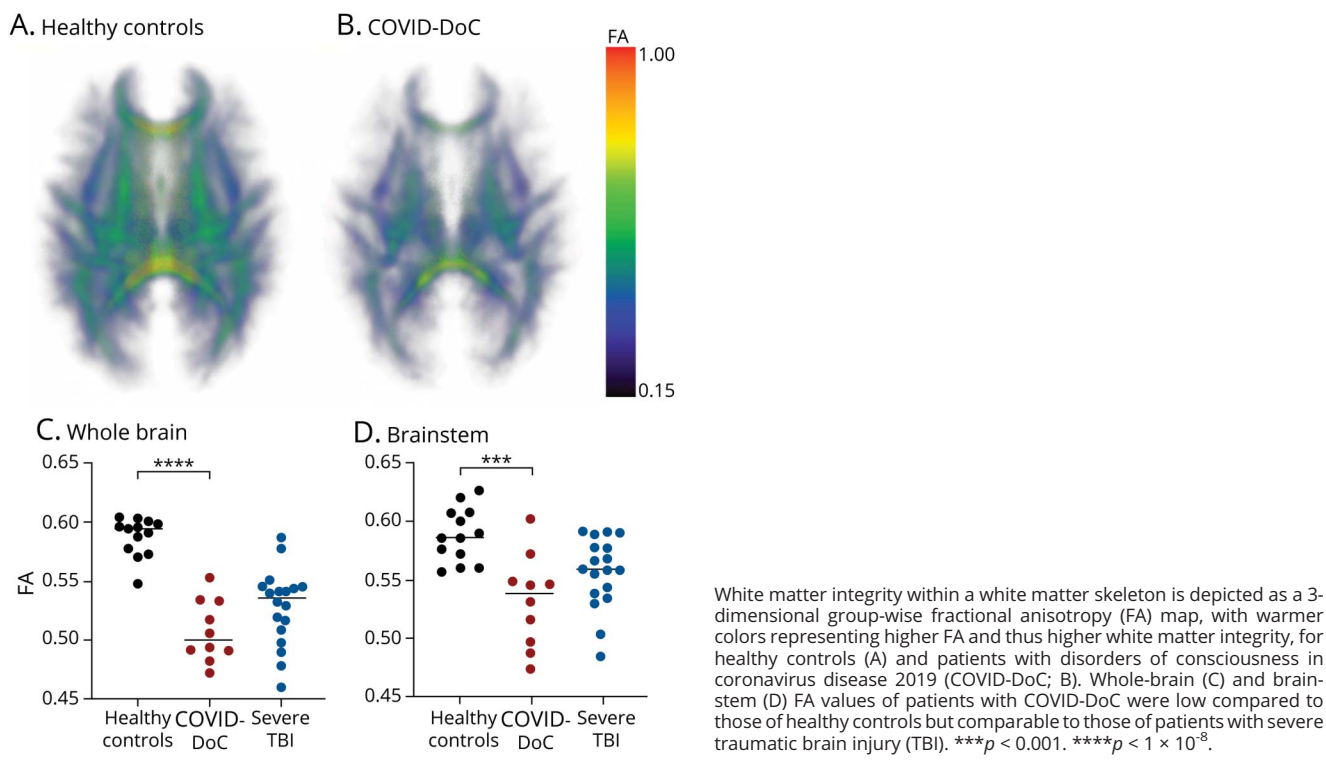 A. Healthy controls
B. COVID-DoC
FA
1.00
0.15
C. Whole brain
****
0.65
0.60
0.55
0.50
0.45
FA
Healthy controls
COVID-DoC
Severe TBI
D. Brainstem
***
0.65
0.60
0.55
0.50
0.45
Healthy controls
COVID-DoC
Severe TBI
White matter integrity within a white matter skeleton is depicted as a 3-
dimensional group-wise fractional anisotropy (FA) map, with warmer
colors representing higher FA and thus higher white matter integrity, for
healthy controls (A) and patients with disorders of consciousness in
coronavirus disease 2019 (COVID-DoC; B). Whole-brain (C) and brain-
stem (D) FA values of patients with COVID-DoC were low compared to
those of healthy controls but comparable to those of patients with severe
traumatic brain injury (TBI). ***p < 0.001. ****p < 1 × 10⁻⁸.